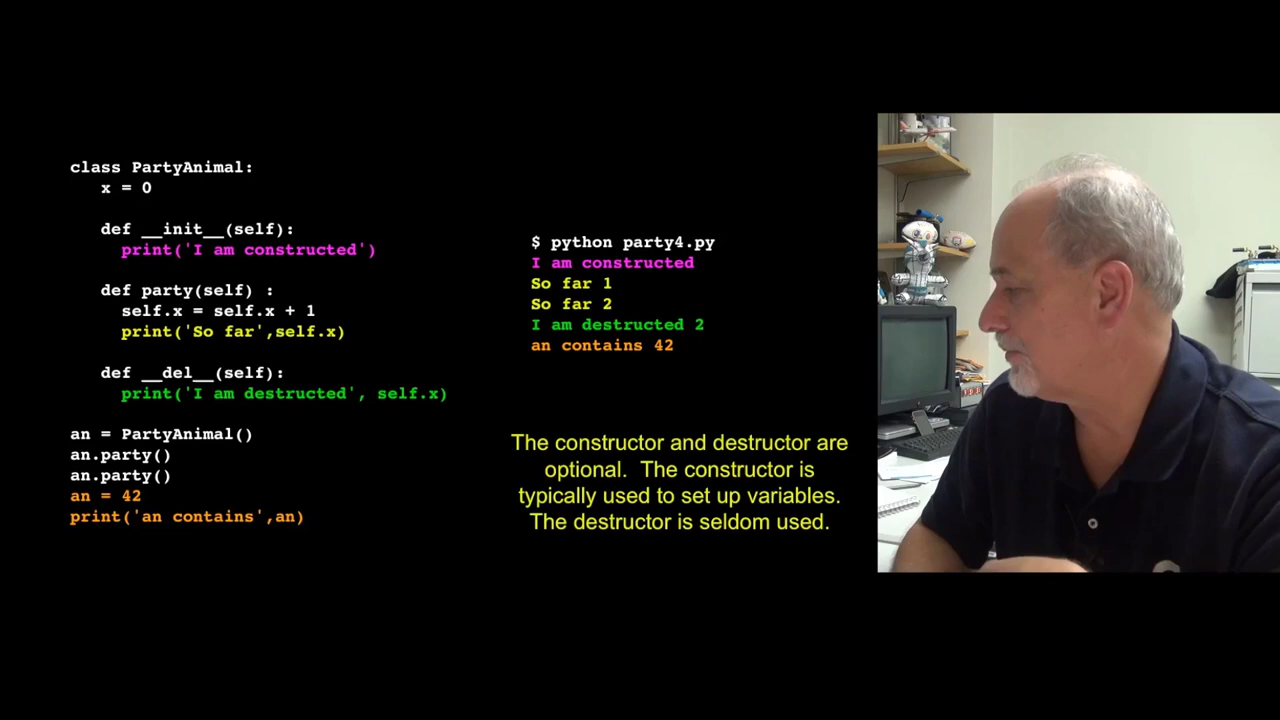 class PartyAnimal:
   x = 0
   def __init__(self):
     print('I am constructed')
   def party(self) :
     self.x = self.x + 1
     print('So far',self.x)
   def __del__(self):
     print('I am destructed', self.x)
an = PartyAnimal()
an.party()
an.party()
an = 42
print('an contains',an)
$ python party4.py
I am constructed
So far 1
So far 2
I am destructed 2
an contains 42
The constructor and destructor are
optional.  The constructor is
typically used to set up variables.
The destructor is seldom used.